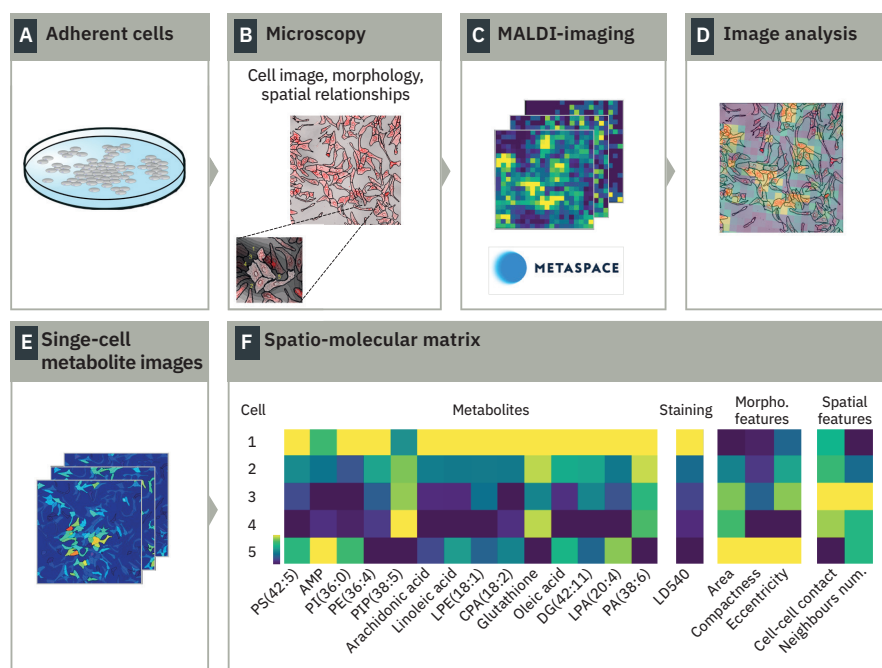 A Adherent cells
B Microscopy
Cell image, morphology,
spatial relationships
C MALDI-imaging
METASPACE
D Image analysis
E Singe-cell
metabolite images
F Spatio-molecular matrix
Cell
Metabolites
Staining
Morpho.
features
Spatial
features
1
2
3
4
5
PS(42:5)
AMP
PI(36:0)
PE(36:4)
PIP(38:5)
Arachidonic acid
Linoleic acid
LPE(18:1)
CPA(18:2)
Glutathione
Oleic acid
DG(42:11)
LPA(20:4)
PA(38:6)
LD540
Area
Compactness
Eccentricity
Cell-cell contact
Neighbours num.